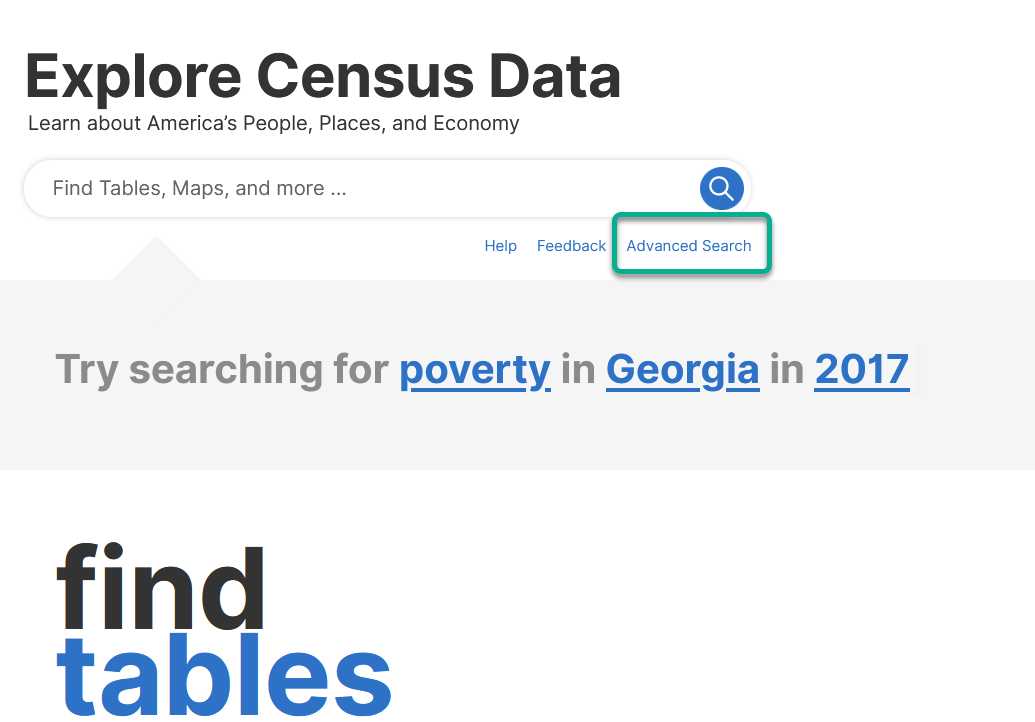 Explore Census Data
Learn about America’s People, Places, and Economy
Find Tables, Maps, and more ...
Help Feedback Advanced Search
Try searching for poverty in Georgia in 2017
find
tables